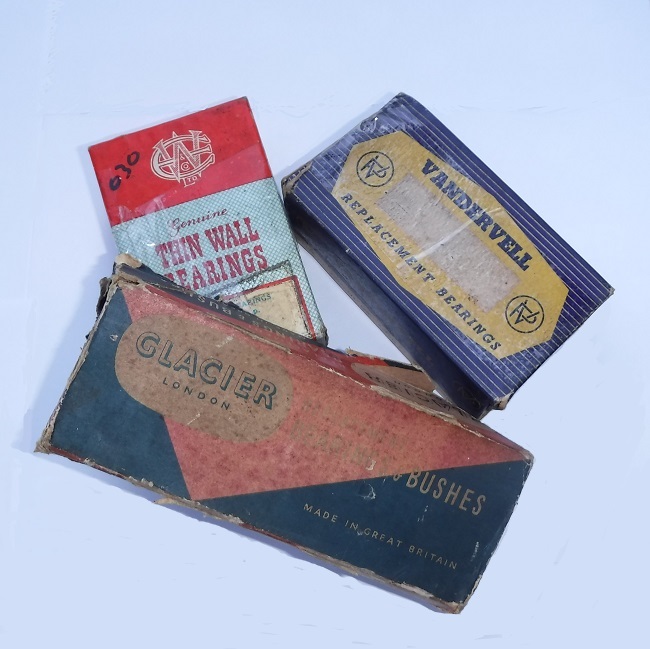 030
Genuine
THIN WALL
BEARINGS
VANDERVELL
REPLACEMENT BEARINGS
GLACIER
LONDON
BUSHES
MADE IN GREAT BRITAIN